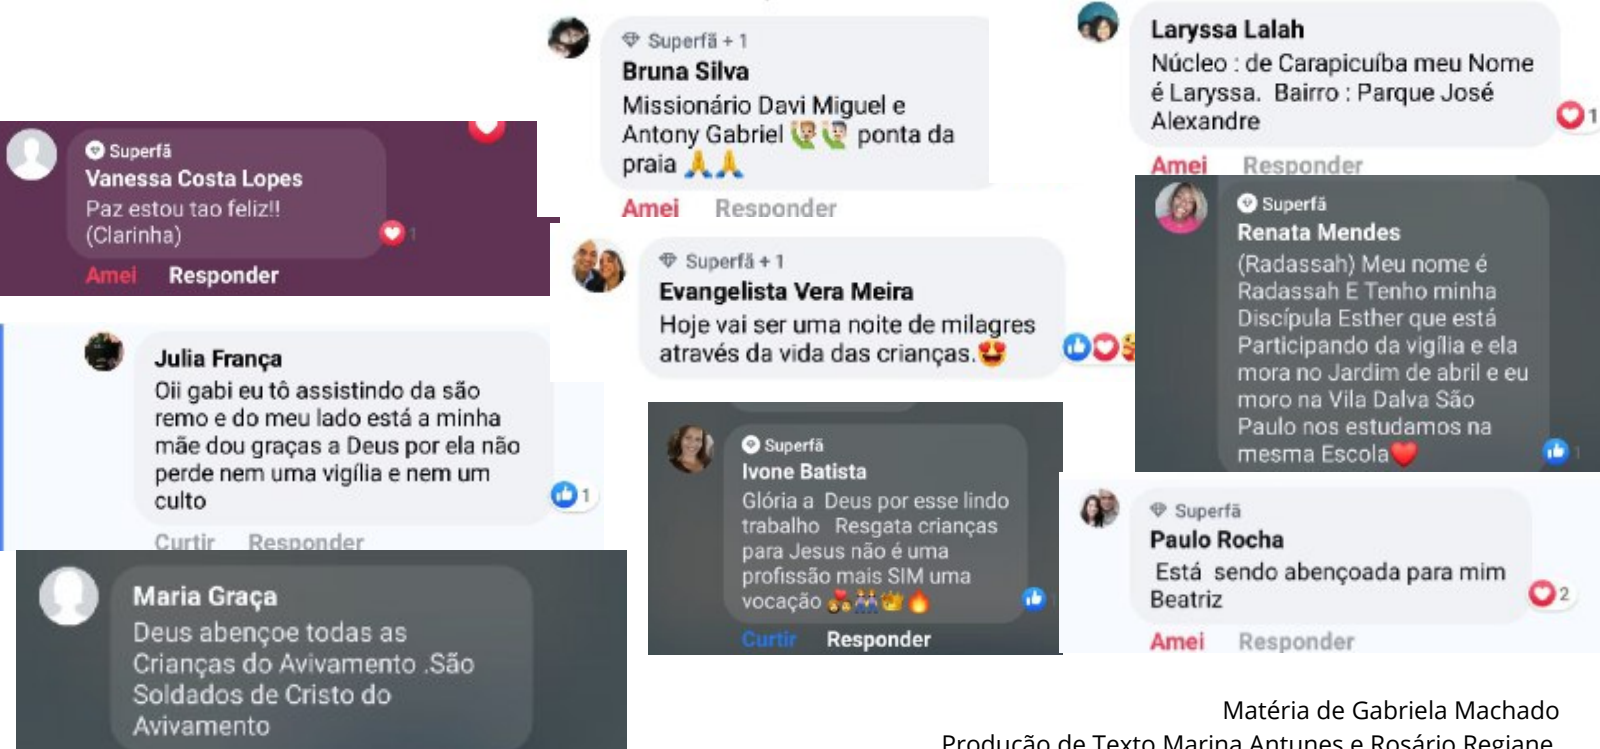 Superfã
Vanessa Costa Lopes
Paz estou tao feliz!!
(Clarinha)
1
Amei Responder
Superfã + 1
Bruna Silva
Missionário Davi Miguel e
Antony Gabriel ponta da
praia
Amei Responder
Laryssa Lalah
Núcleo : de Carapicuíba meu Nome
é Laryssa. Bairro : Parque José
Alexandre
1
Amei Responder
Superfã + 1
Evangelista Vera Meira
Hoje vai ser uma noite de milagres
através da vida das crianças.
Superfã
Renata Mendes
(Radassah) Meu nome é
Radassah E Tenho minha
Discípula Esther que está
Participando da vigília e ela
mora no Jardim de abril e eu
moro na Vila Dalva São
Paulo nos estudamos na
mesma Escola
1
Julia França
Oii gabi eu tô assistindo da são
remo e do meu lado está a minha
mãe dou graças a Deus por ela não
perde nem uma vigília e nem um
culto
1
Curtir Responder
Superfã
Ivone Batista
Glória a Deus por esse lindo
trabalho Resgata crianças
para Jesus não é uma
profissão mais SIM uma
vocação
Curtir Responder
Superfã
Paulo Rocha
Está sendo abençoada para mim
Beatriz
2
Amei Responder
Maria Graça
Deus abençoe todas as
Crianças do Avivamento .São
Soldados de Cristo do
Avivamento
Matéria de Gabriela Machado
Produção de Texto Marina Antunes e Rosário Regiane